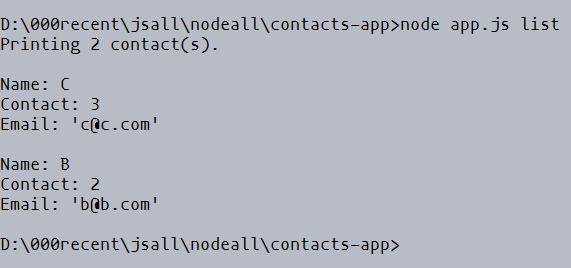 D:\000recent\jsall\nodeall\contacts-app>node app.js list
Printing 2 contact(s).
Name: C
Contact: 3
Email: 'c@c.com'
Name: B
Contact: 2
Email: 'b@b.com'
D:\000recent\jsall\nodeall\contacts-app>